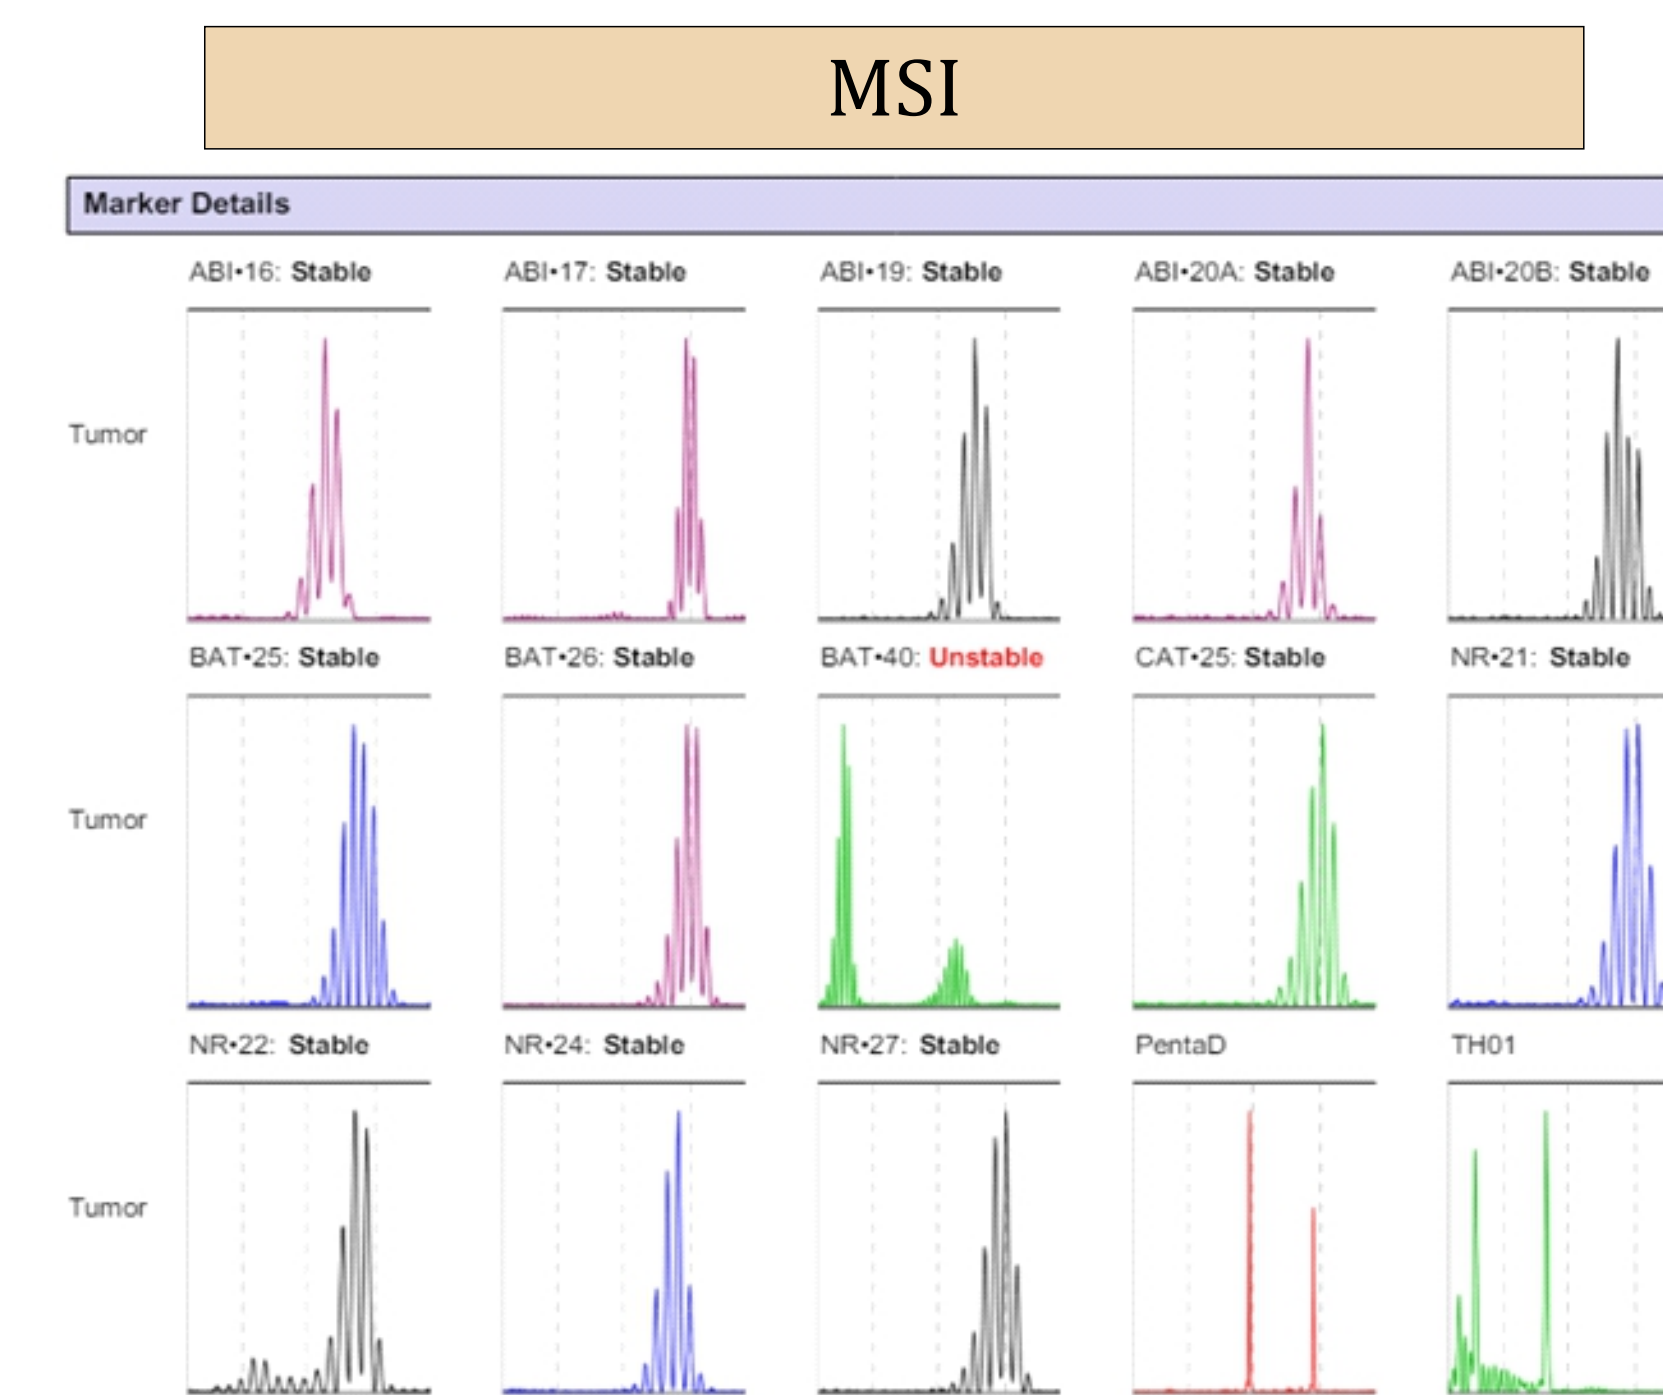 MSI
Marker Details
ABI•16: Stable ABI•17: Stable ABI•19: Stable ABI•20A: Stable ABI•20B: Stable
Tumor
BAT•25: Stable BAT•26: Stable BAT•40: Unstable CAT•25: Stable NR•21: Stable
Tumor
NR•22: Stable NR•24: Stable NR•27: Stable PentaD TH01
Tumor